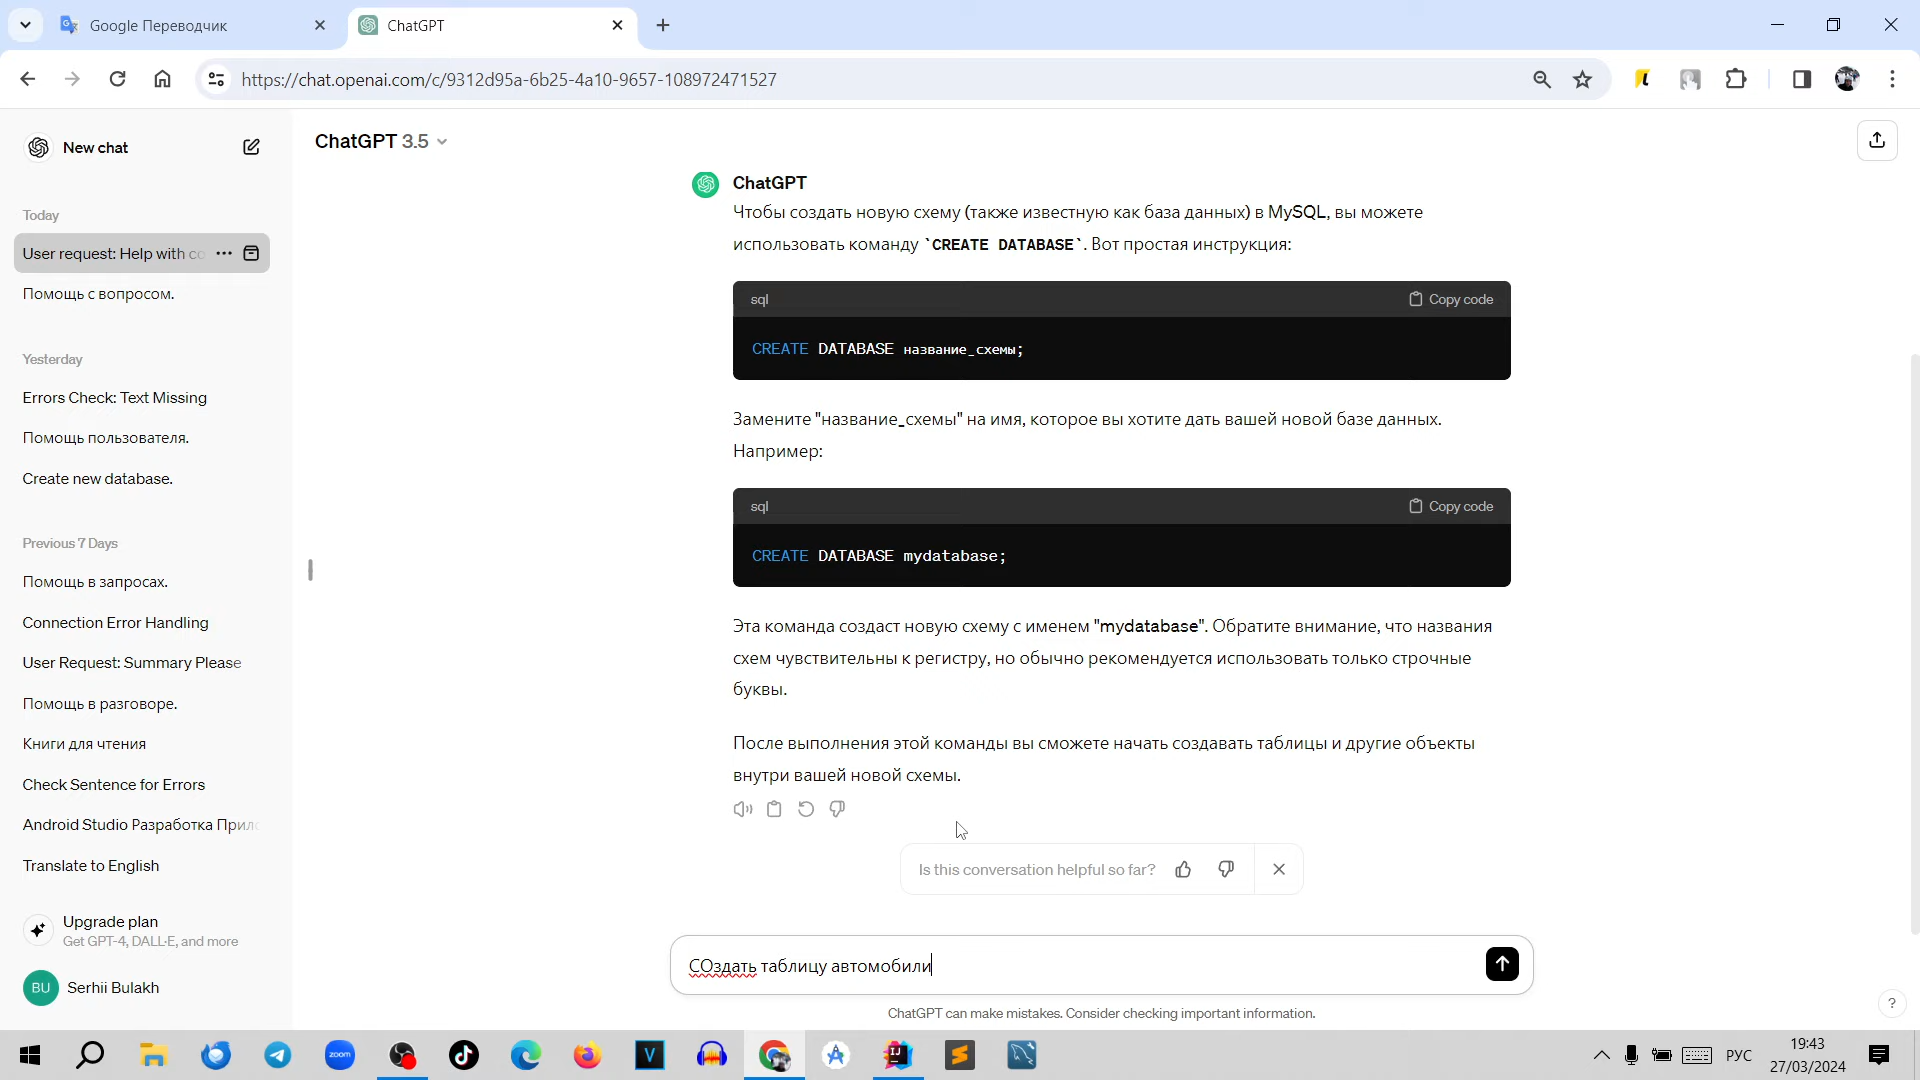 Google Переводчик
ChatGPT
https://chat.openai.com/c/9312d95a-6b25-4a10-9657-108972471527
New chat
ChatGPT 3.5
Today
User request: Help with co
Помощь с вопросом.
Yesterday
Errors Check: Text Missing
Помощь пользователя.
Create new database.
Previous 7 Days
Помощь в запросах.
Connection Error Handling
User Request: Summary Please
Помощь в разговоре.
Книги для чтения
Check Sentence for Errors
Android Studio Разработка Прил
Translate to English
Upgrade plan
Get GPT-4, DALL·E, and more
BU
Serhii Bulakh
ChatGPT
Чтобы создать новую схему (также известную как база данных) в MySQL, вы можете
использовать команду `CREATE DATABASE`. Вот простая инструкция:
sql
Copy code
CREATE DATABASE название_схемы;
Замените "название_схемы" на имя, которое вы хотите дать вашей новой базе данных.
Например:
sql
Copy code
CREATE DATABASE mydatabase;
Эта команда создаст новую схему с именем "mydatabase". Обратите внимание, что названия
схем чувствительны к регистру, но обычно рекомендуется использовать только строчные
буквы.
После выполнения этой команды вы сможете начать создавать таблицы и другие объекты
внутри вашей новой схемы.
Is this conversation helpful so far?
СОздать таблицу автомобили
ChatGPT can make mistakes. Consider checking important information.
?
zoom
V
IJ
РУС
19:43
27/03/2024